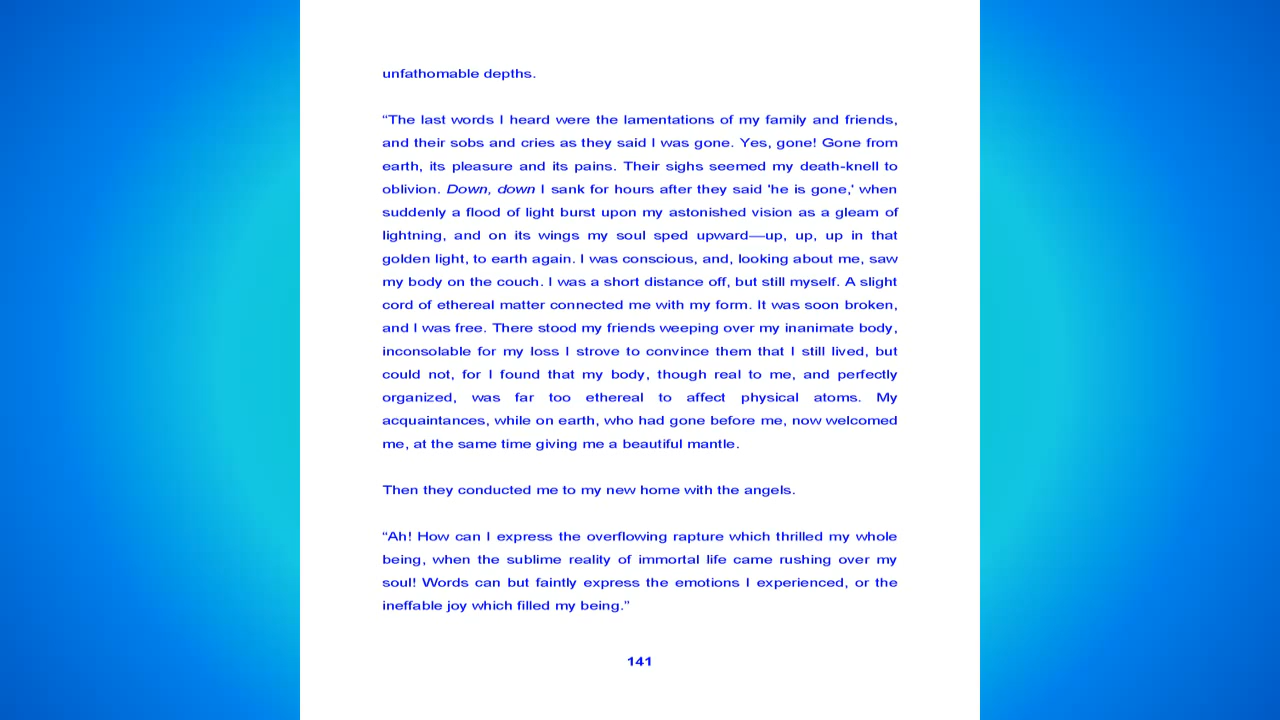 unfathomable depths.
“The last words I heard were the lamentations of my family and friends,
and their sobs and cries as they said I was gone. Yes, gone! Gone from
earth, its pleasure and its pains. Their sighs seemed my death-knell to
oblivion. Down, down I sank for hours after they said 'he is gone,' when
suddenly a flood of light burst upon my astonished vision as a gleam of
lightning, and on its wings my soul sped upward—up, up, up in that
golden light, to earth again. I was conscious, and, looking about me, saw
my body on the couch. I was a short distance off, but still myself. A slight
cord of ethereal matter connected me with my form. It was soon broken,
and I was free. There stood my friends weeping over my inanimate body,
inconsolable for my loss I strove to convince them that I still lived, but
could not, for I found that my body, though real to me, and perfectly
organized, was far too ethereal to affect physical atoms. My
acquaintances, while on earth, who had gone before me, now welcomed
me, at the same time giving me a beautiful mantle.
Then they conducted me to my new home with the angels.
“Ah! How can I express the overflowing rapture which thrilled my whole
being, when the sublime reality of immortal life came rushing over my
soul! Words can but faintly express the emotions I experienced, or the
ineffable joy which filled my being.”
141